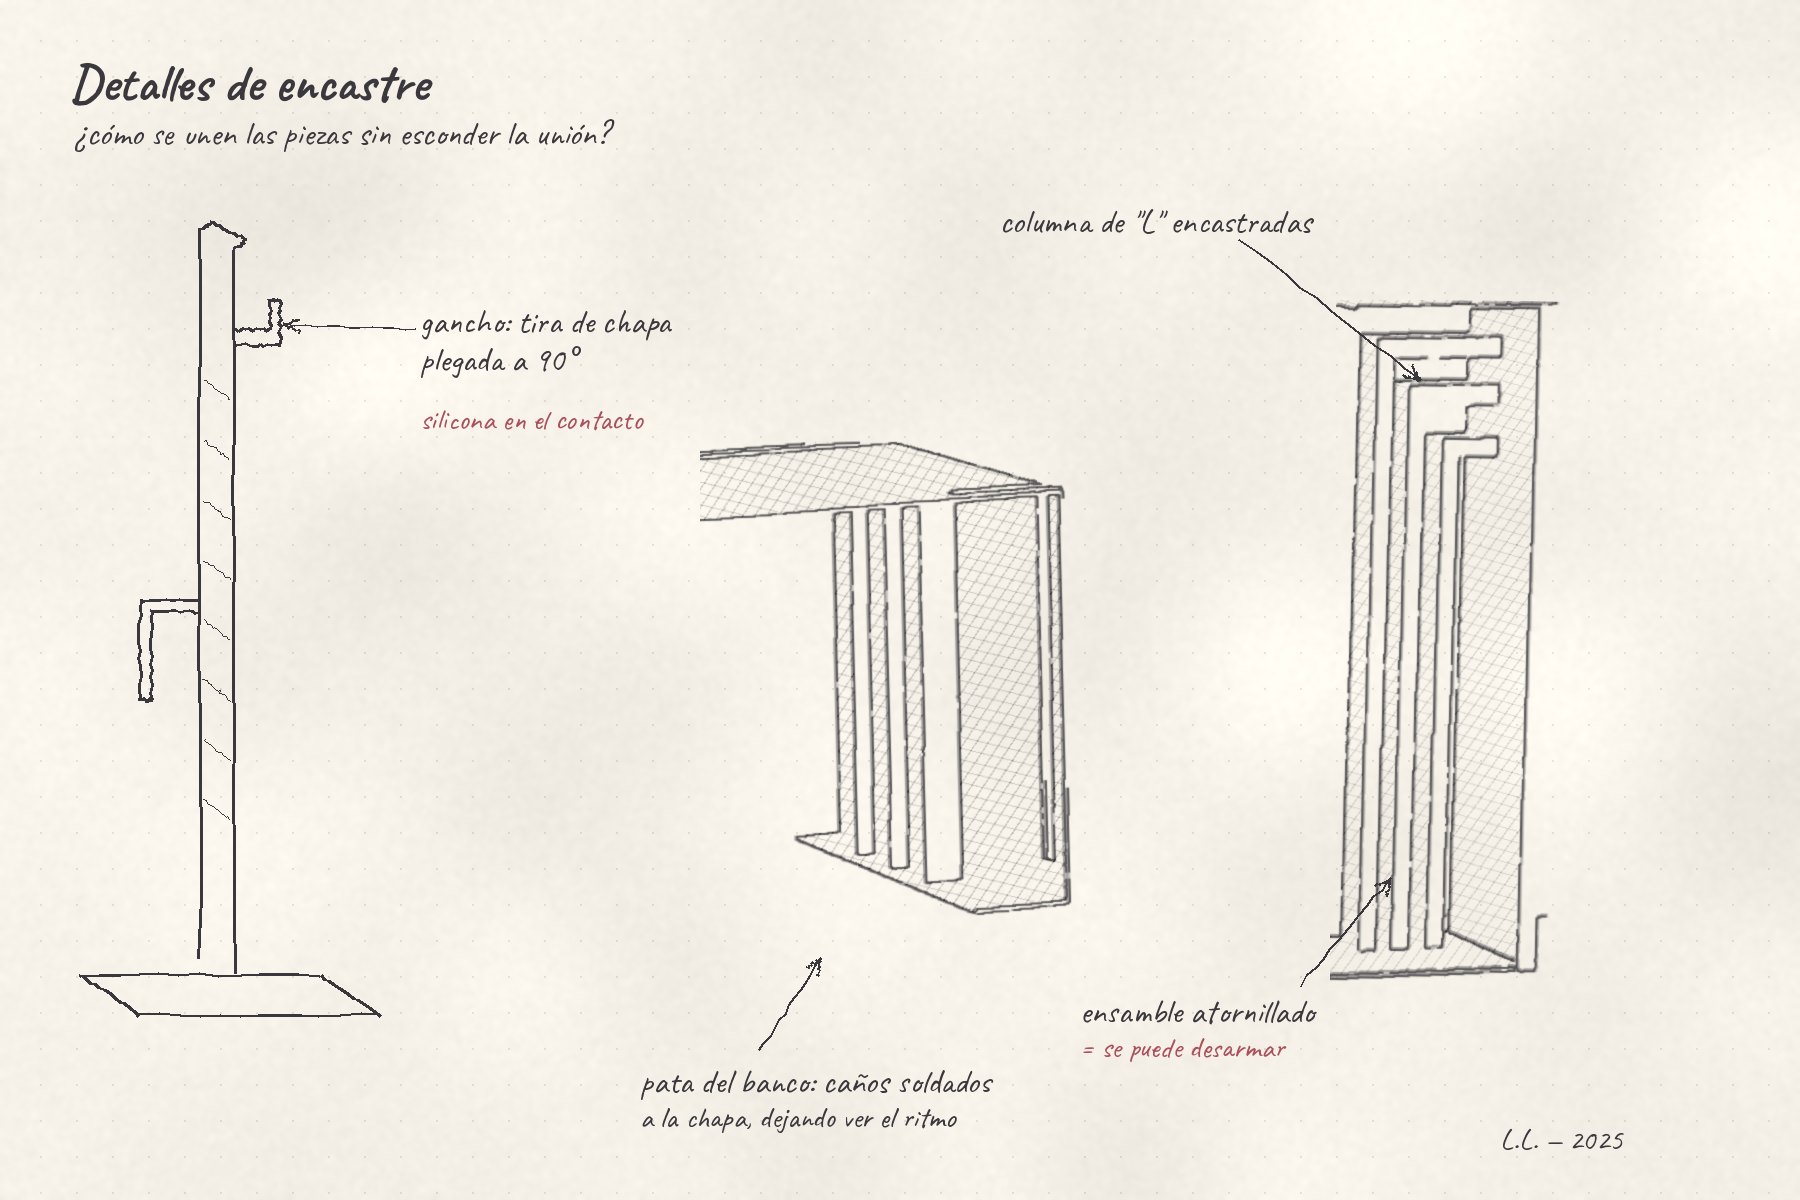 Detalles de encastre
¿cómo se unen las piezas sin esconder la unión?
columna de "L" encastradas
gancho: tira de chapa
plegada a 90°
silicona en el contacto
ensamble atornillado
= se puede desarmar
pata del banco: caños soldados
a la chapa, dejando ver el ritmo
L.L. – 2025